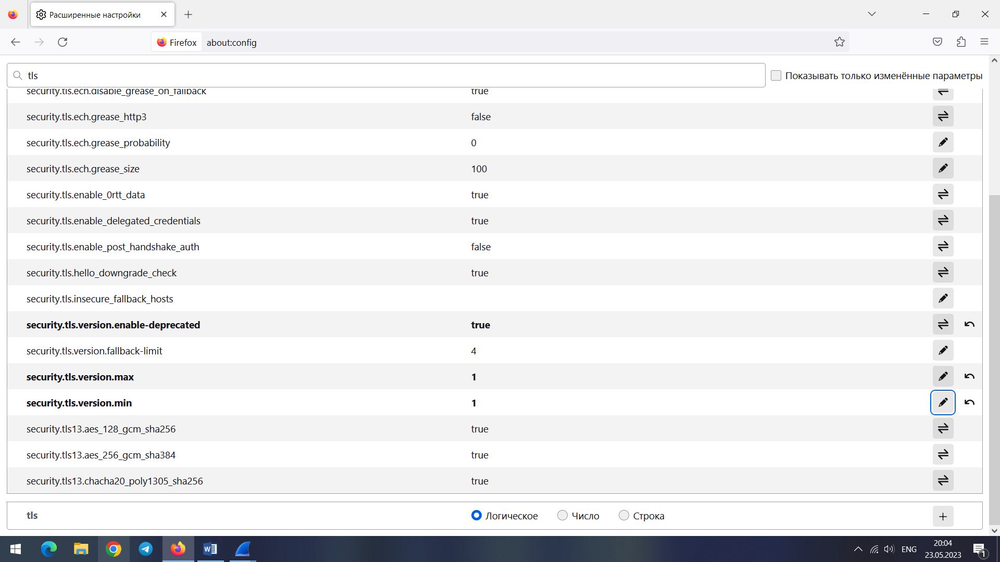 Расширенные настройки
Firefox
about:config
tls
Показывать только изменённые параметры
security.tls.ech.disable_grease_on_fallback true
security.tls.ech.grease_http3 false
security.tls.ech.grease_probability 0
security.tls.ech.grease_size 100
security.tls.enable_0rtt_data true
security.tls.enable_delegated_credentials true
security.tls.enable_post_handshake_auth false
security.tls.hello_downgrade_check true
security.tls.insecure_fallback_hosts
security.tls.version.enable-deprecated true
security.tls.version.fallback-limit 4
security.tls.version.max 1
security.tls.version.min 1
security.tls13.aes_128_gcm_sha256 true
security.tls13.aes_256_gcm_sha384 true
security.tls13.chacha20_poly1305_sha256 true
tls Логическое Число Строка
ENG
20:04
23.05.2023
1